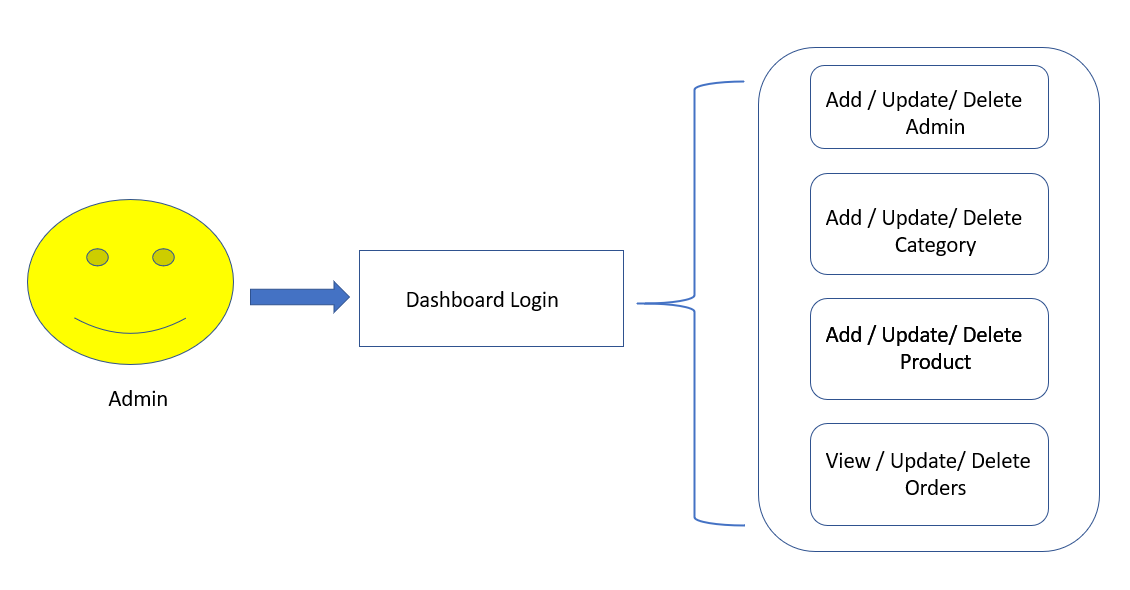 Admin
Dashboard Login
Add / Update/ Delete
Admin
Add / Update/ Delete
Category
Add / Update/ Delete
Product
View / Update/ Delete
Orders